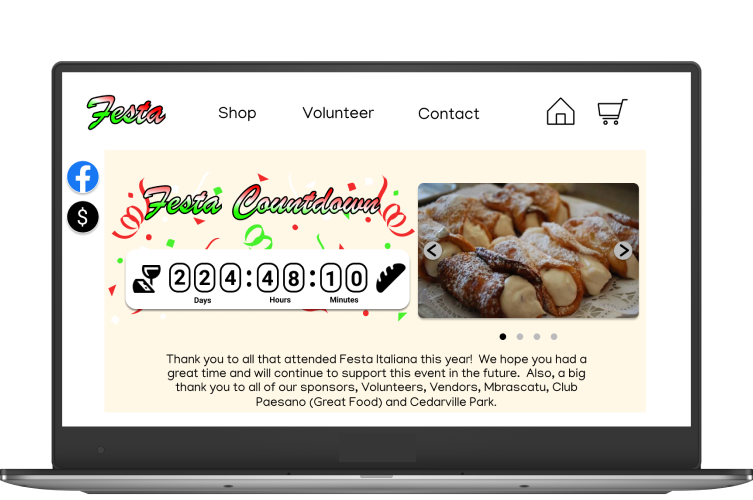 Festa
Shop Volunteer Contact
f
$
Festa Countdown
224:48:10
Days Hours Minutes
Thank you to all that attended Festa Italiana this year! We hope you had a
great time and will continue to support this event in the future. Also, a big
thank you to all of our sponsors, Volunteers, Vendors, Mbrascatu, Club
Paesano (Great Food) and Cedarville Park.